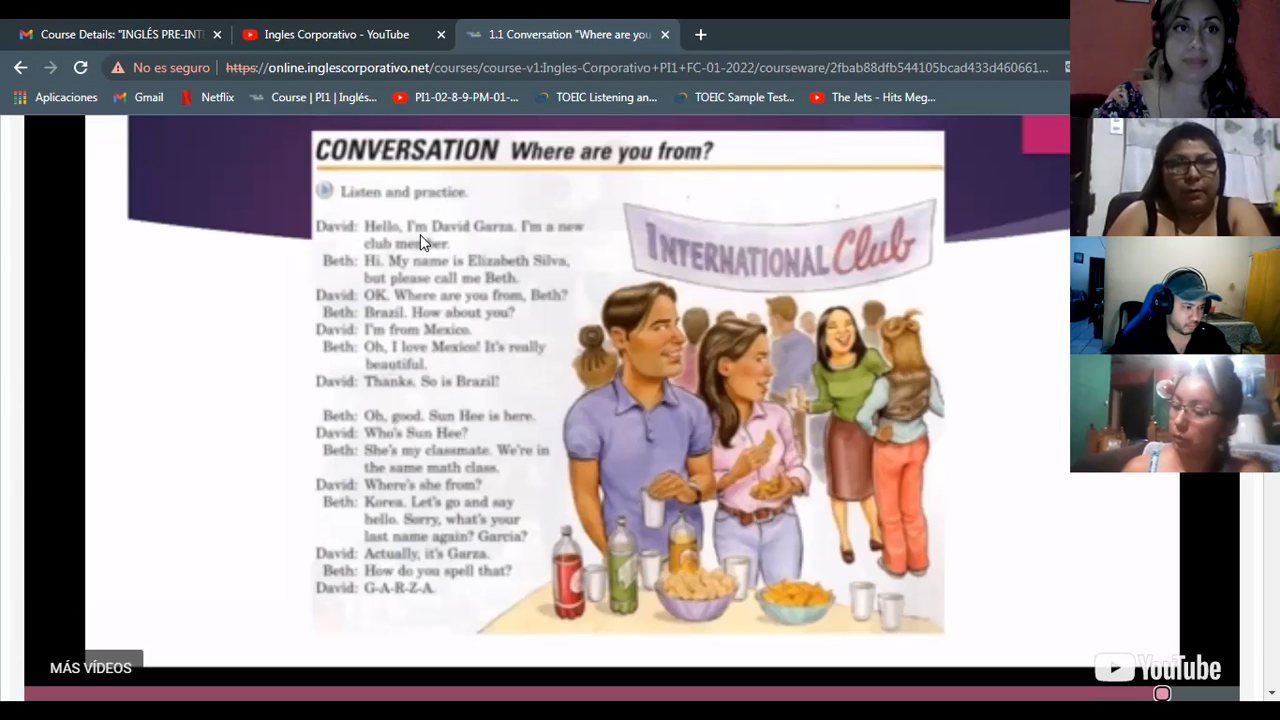 Course Details: "INGLÉS PRE-INT
Ingles Corporativo - YouTube
1.1 Conversation "Where are you
No es seguro
https://online.inglescorporativo.net/courses/course-v1:Ingles-Corporativo+PI1+FC-01-2022/courseware/2fbab88dfb544105bcad433d460661...
Aplicaciones
Gmail
Netflix
Course | PI1 | Inglés...
PI1-02-8-9-PM-01-...
TOEIC Listening an...
TOEIC Sample Test...
The Jets - Hits Meg...
CONVERSATION Where are you from?
Listen and practice.
David: Hello, I'm David Garza. I'm a new
club member.
Beth: Hi. My name is Elizabeth Silva,
but please call me Beth.
David: OK. Where are you from, Beth?
Beth: Brazil. How about you?
David: I'm from Mexico.
Beth: Oh, I love Mexico! It's really
beautiful.
David: Thanks. So is Brazil!
Beth: Oh, good. Sun Hee is here.
David: Who's Sun Hee?
Beth: She's my classmate. We're in
the same math class.
David: Where's she from?
Beth: Korea. Let's go and say
hello. Sorry, what's your
last name again? Garcia?
David: Actually, it's Garza.
Beth: How do you spell that?
David: G-A-R-Z-A.
INTERNATIONAL Club
MÁS VÍDEOS
YouTube